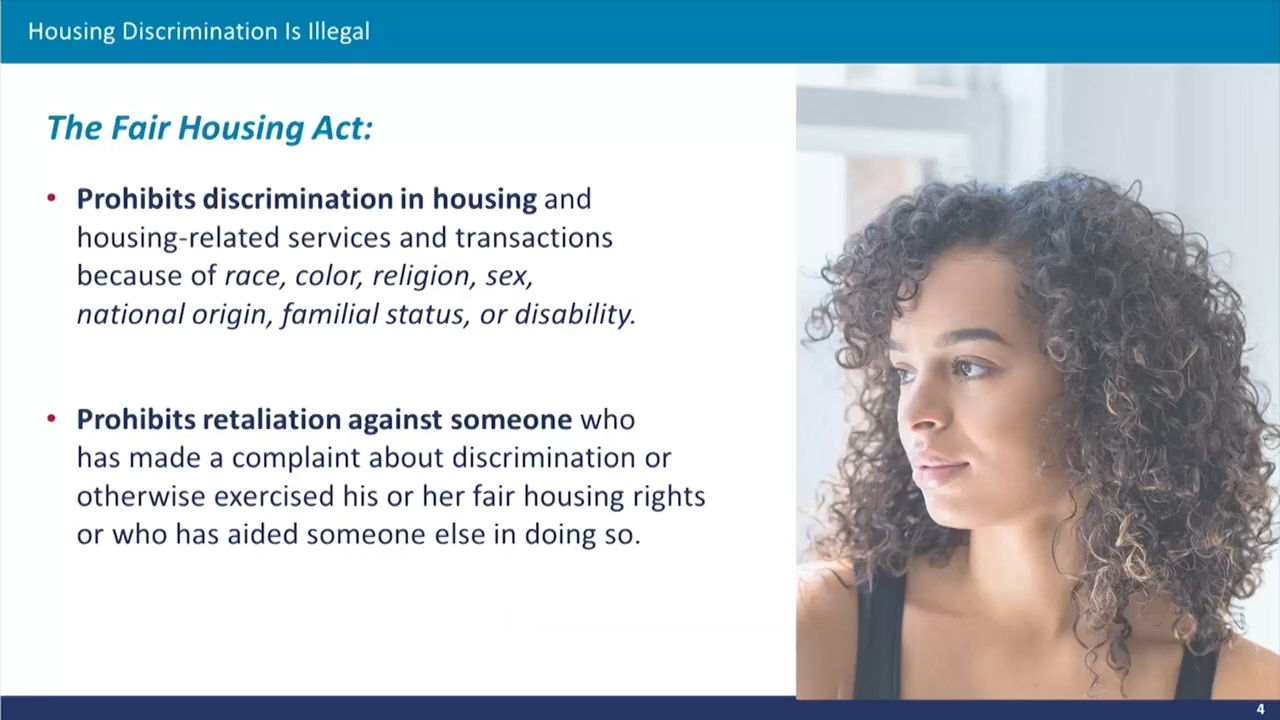 Housing Discrimination Is Illegal
The Fair Housing Act:
• Prohibits discrimination in housing and
housing-related services and transactions
because of race, color, religion, sex,
national origin, familial status, or disability.
• Prohibits retaliation against someone who
has made a complaint about discrimination or
otherwise exercised his or her fair housing rights
or who has aided someone else in doing so.
4